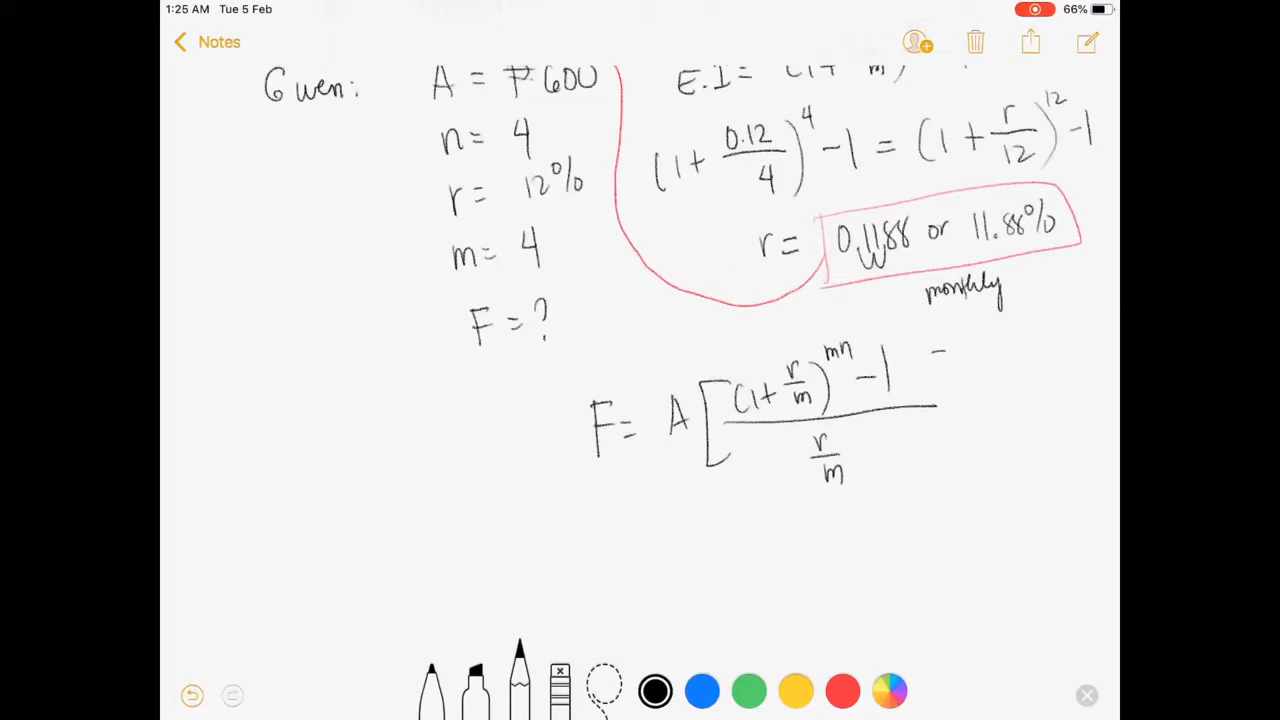 1:25 AM Tue 5 Feb 66%
Notes
Given: A = ₱600
n = 4
r = 12%
m = 4
F = ?
E.I = (1 + m)
(1 + 0.12/4)^4 - 1 = (1 + r/12)^12 - 1
r = 0.1188 or 11.88%
monthly
F = A [ (1 + r/m)^mn - 1
r/m